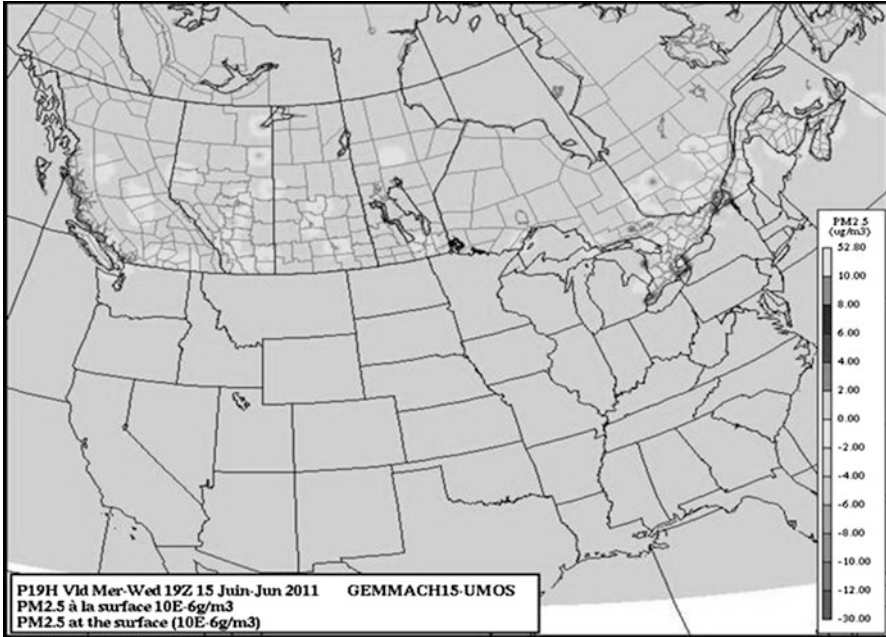 PM2.5
(ug/m3)
52.80
10.00
8.00
6.00
4.00
2.00
0.00
-2.00
-4.00
-6.00
-8.00
-10.00
-12.00
-30.00
P19H Vld Mer-Wed 19Z 15 Juin-Jun 2011 GEMMACH15-UMOS
PM2.5 à la surface 10E-6g/m3
PM2.5 at the surface (10E-6g/m3)